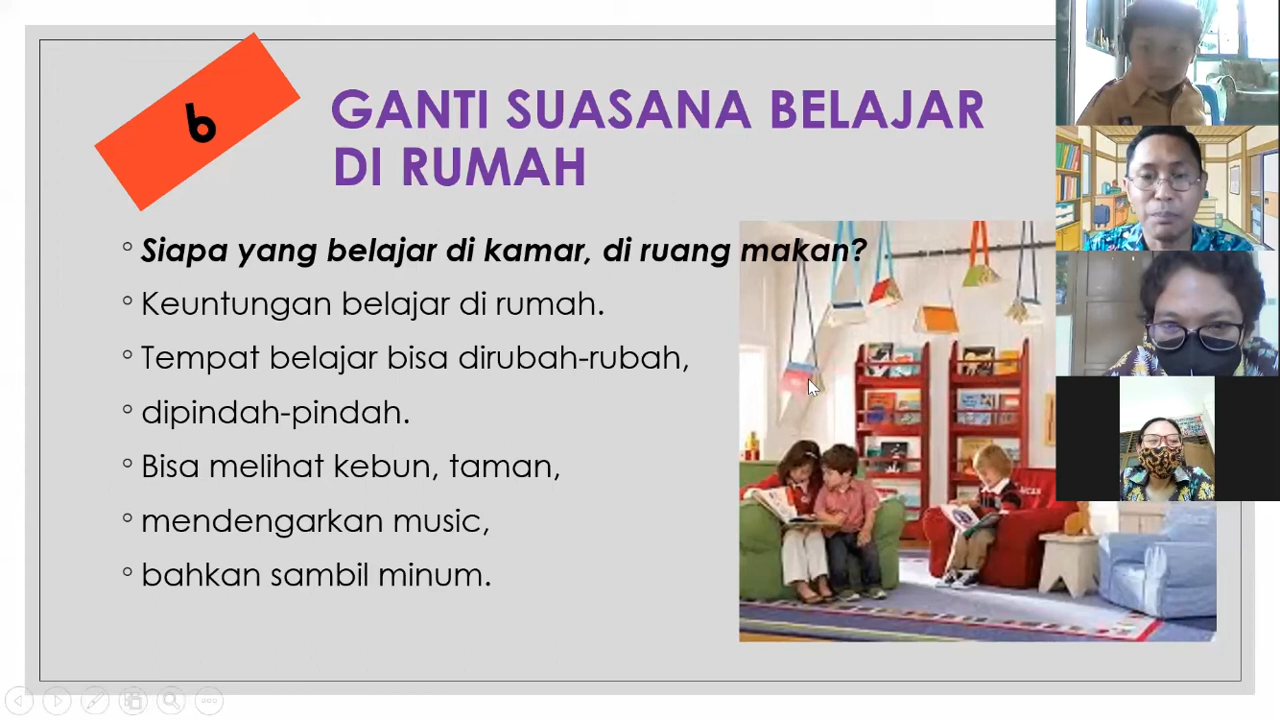 6
GANTI SUASANA BELAJAR
DI RUMAH
Siapa yang belajar di kamar, di ruang makan?
Keuntungan belajar di rumah.
Tempat belajar bisa dirubah-rubah,
dipindah-pindah.
Bisa melihat kebun, taman,
mendengarkan music,
bahkan sambil minum.